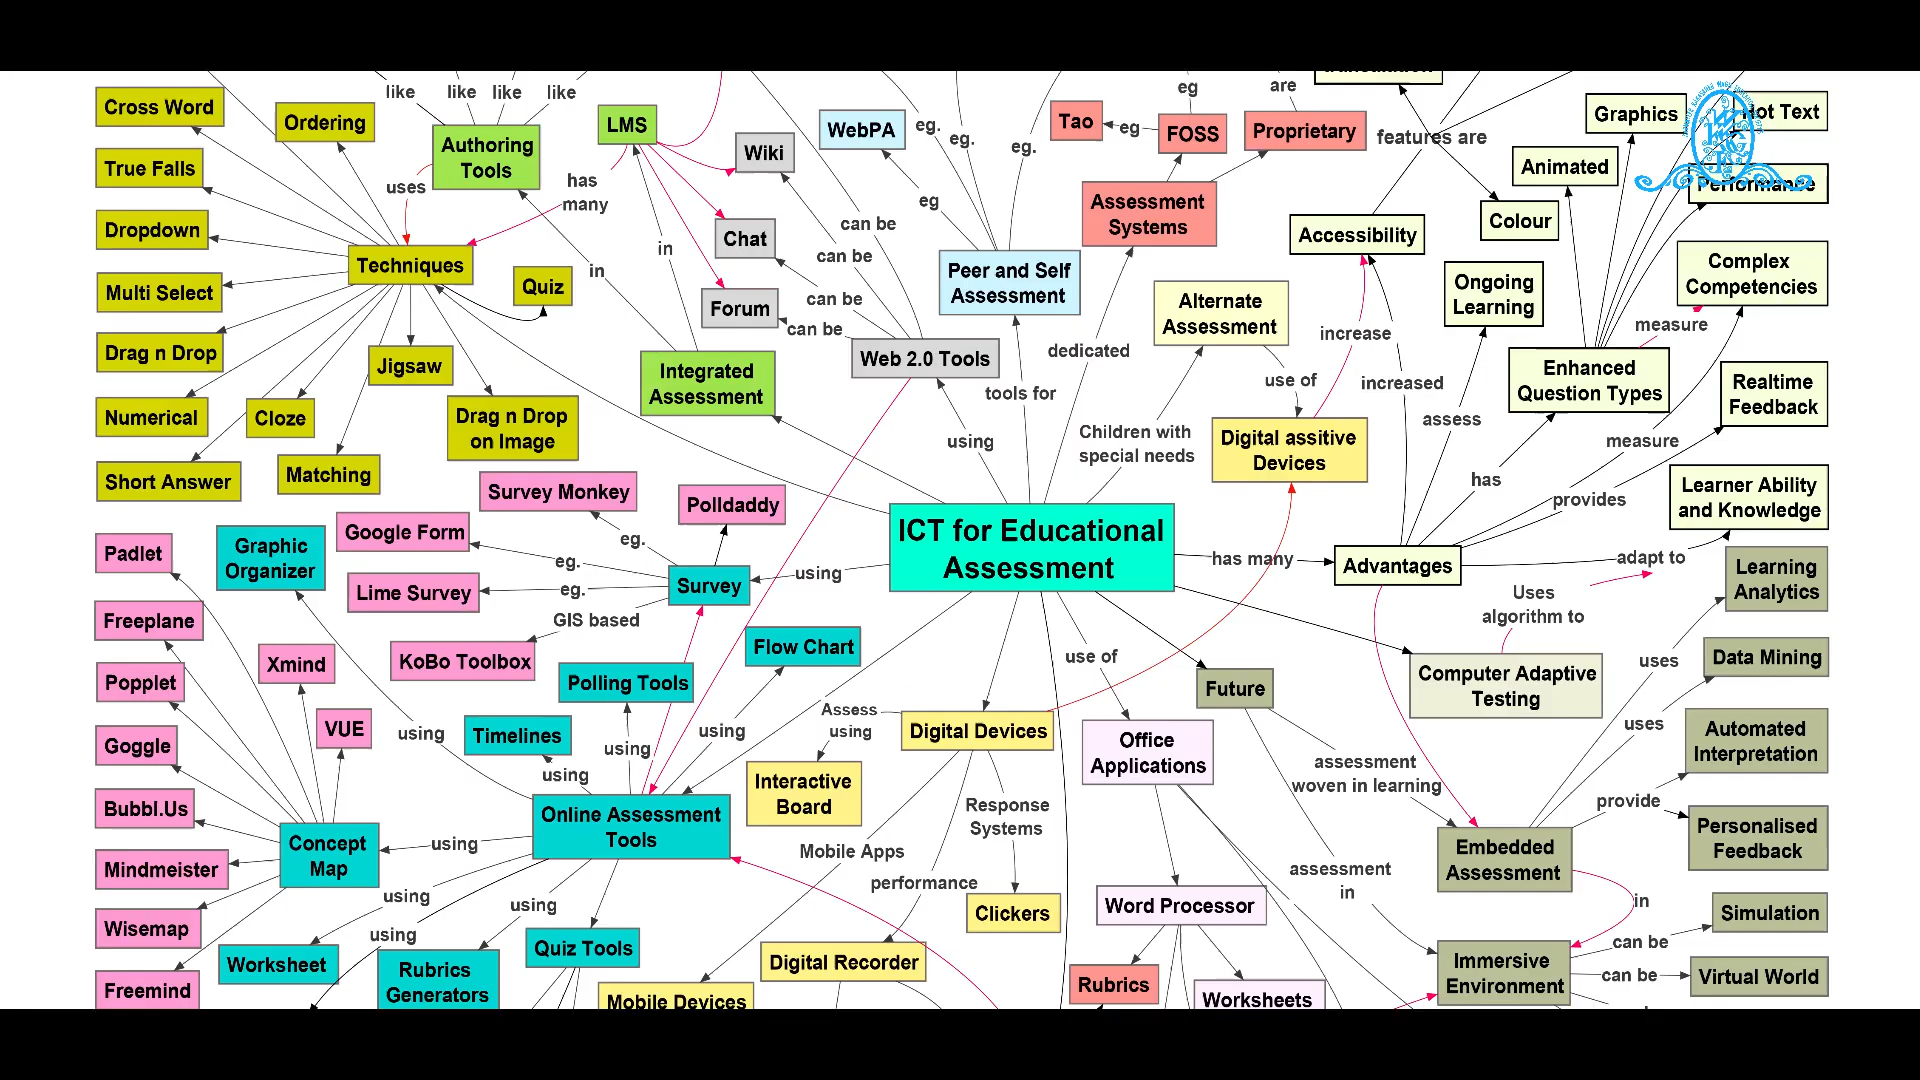 like
like
like
like
eg
are
Cross Word
Ordering
Authoring
Tools
LMS
Wiki
WebPA
eg.
eg.
eg.
Tao
eg
FOSS
Proprietary
features are
Graphics
Hot Text
True Falls
uses
has
many
eg
Assessment
Systems
Animated
Performance
Dropdown
Techniques
in
in
Chat
can be
can be
can be
can be
Accessibility
Colour
Multi Select
Quiz
Forum
Peer and Self
Assessment
Alternate
Assessment
Ongoing
Learning
Complex
Competencies
Drag n Drop
Jigsaw
Integrated
Assessment
Web 2.0 Tools
dedicated
tools for
use of
increase
increased
measure
Enhanced
Question Types
Realtime
Feedback
Numerical
Cloze
Drag n Drop
on Image
using
Children with
special needs
Digital assitive
Devices
assess
measure
Short Answer
Matching
Survey Monkey
Polldaddy
has
provides
Learner Ability
and Knowledge
Padlet
Graphic
Organizer
Google Form
eg.
eg.
eg.
Lime Survey
Survey
using
ICT for Educational
Assessment
has many
Advantages
adapt to
Learning
Analytics
Freeplane
GIS based
KoBo Toolbox
Uses
algorithm to
Xmind
Polling Tools
Flow Chart
use of
Future
Computer Adaptive
Testing
uses
Data Mining
Popplet
Goggle
VUE
using
Timelines
using
using
using
Assess
using
Digital Devices
Office
Applications
uses
Automated
Interpretation
Interactive
Board
assessment
woven in learning
Bubbl.Us
Online Assessment
Tools
Response
Systems
provide
Personalised
Feedback
Concept
Map
using
Mobile Apps
Embedded
Assessment
Mindmeister
using
performance
assessment
in
in
Wisemap
using
using
Clickers
Word Processor
Simulation
Worksheet
Quiz Tools
Digital Recorder
can be
Immersive
Environment
can be
Virtual World
Freemind
Rubrics
Generators
Mobile Devices
Rubrics
Worksheets